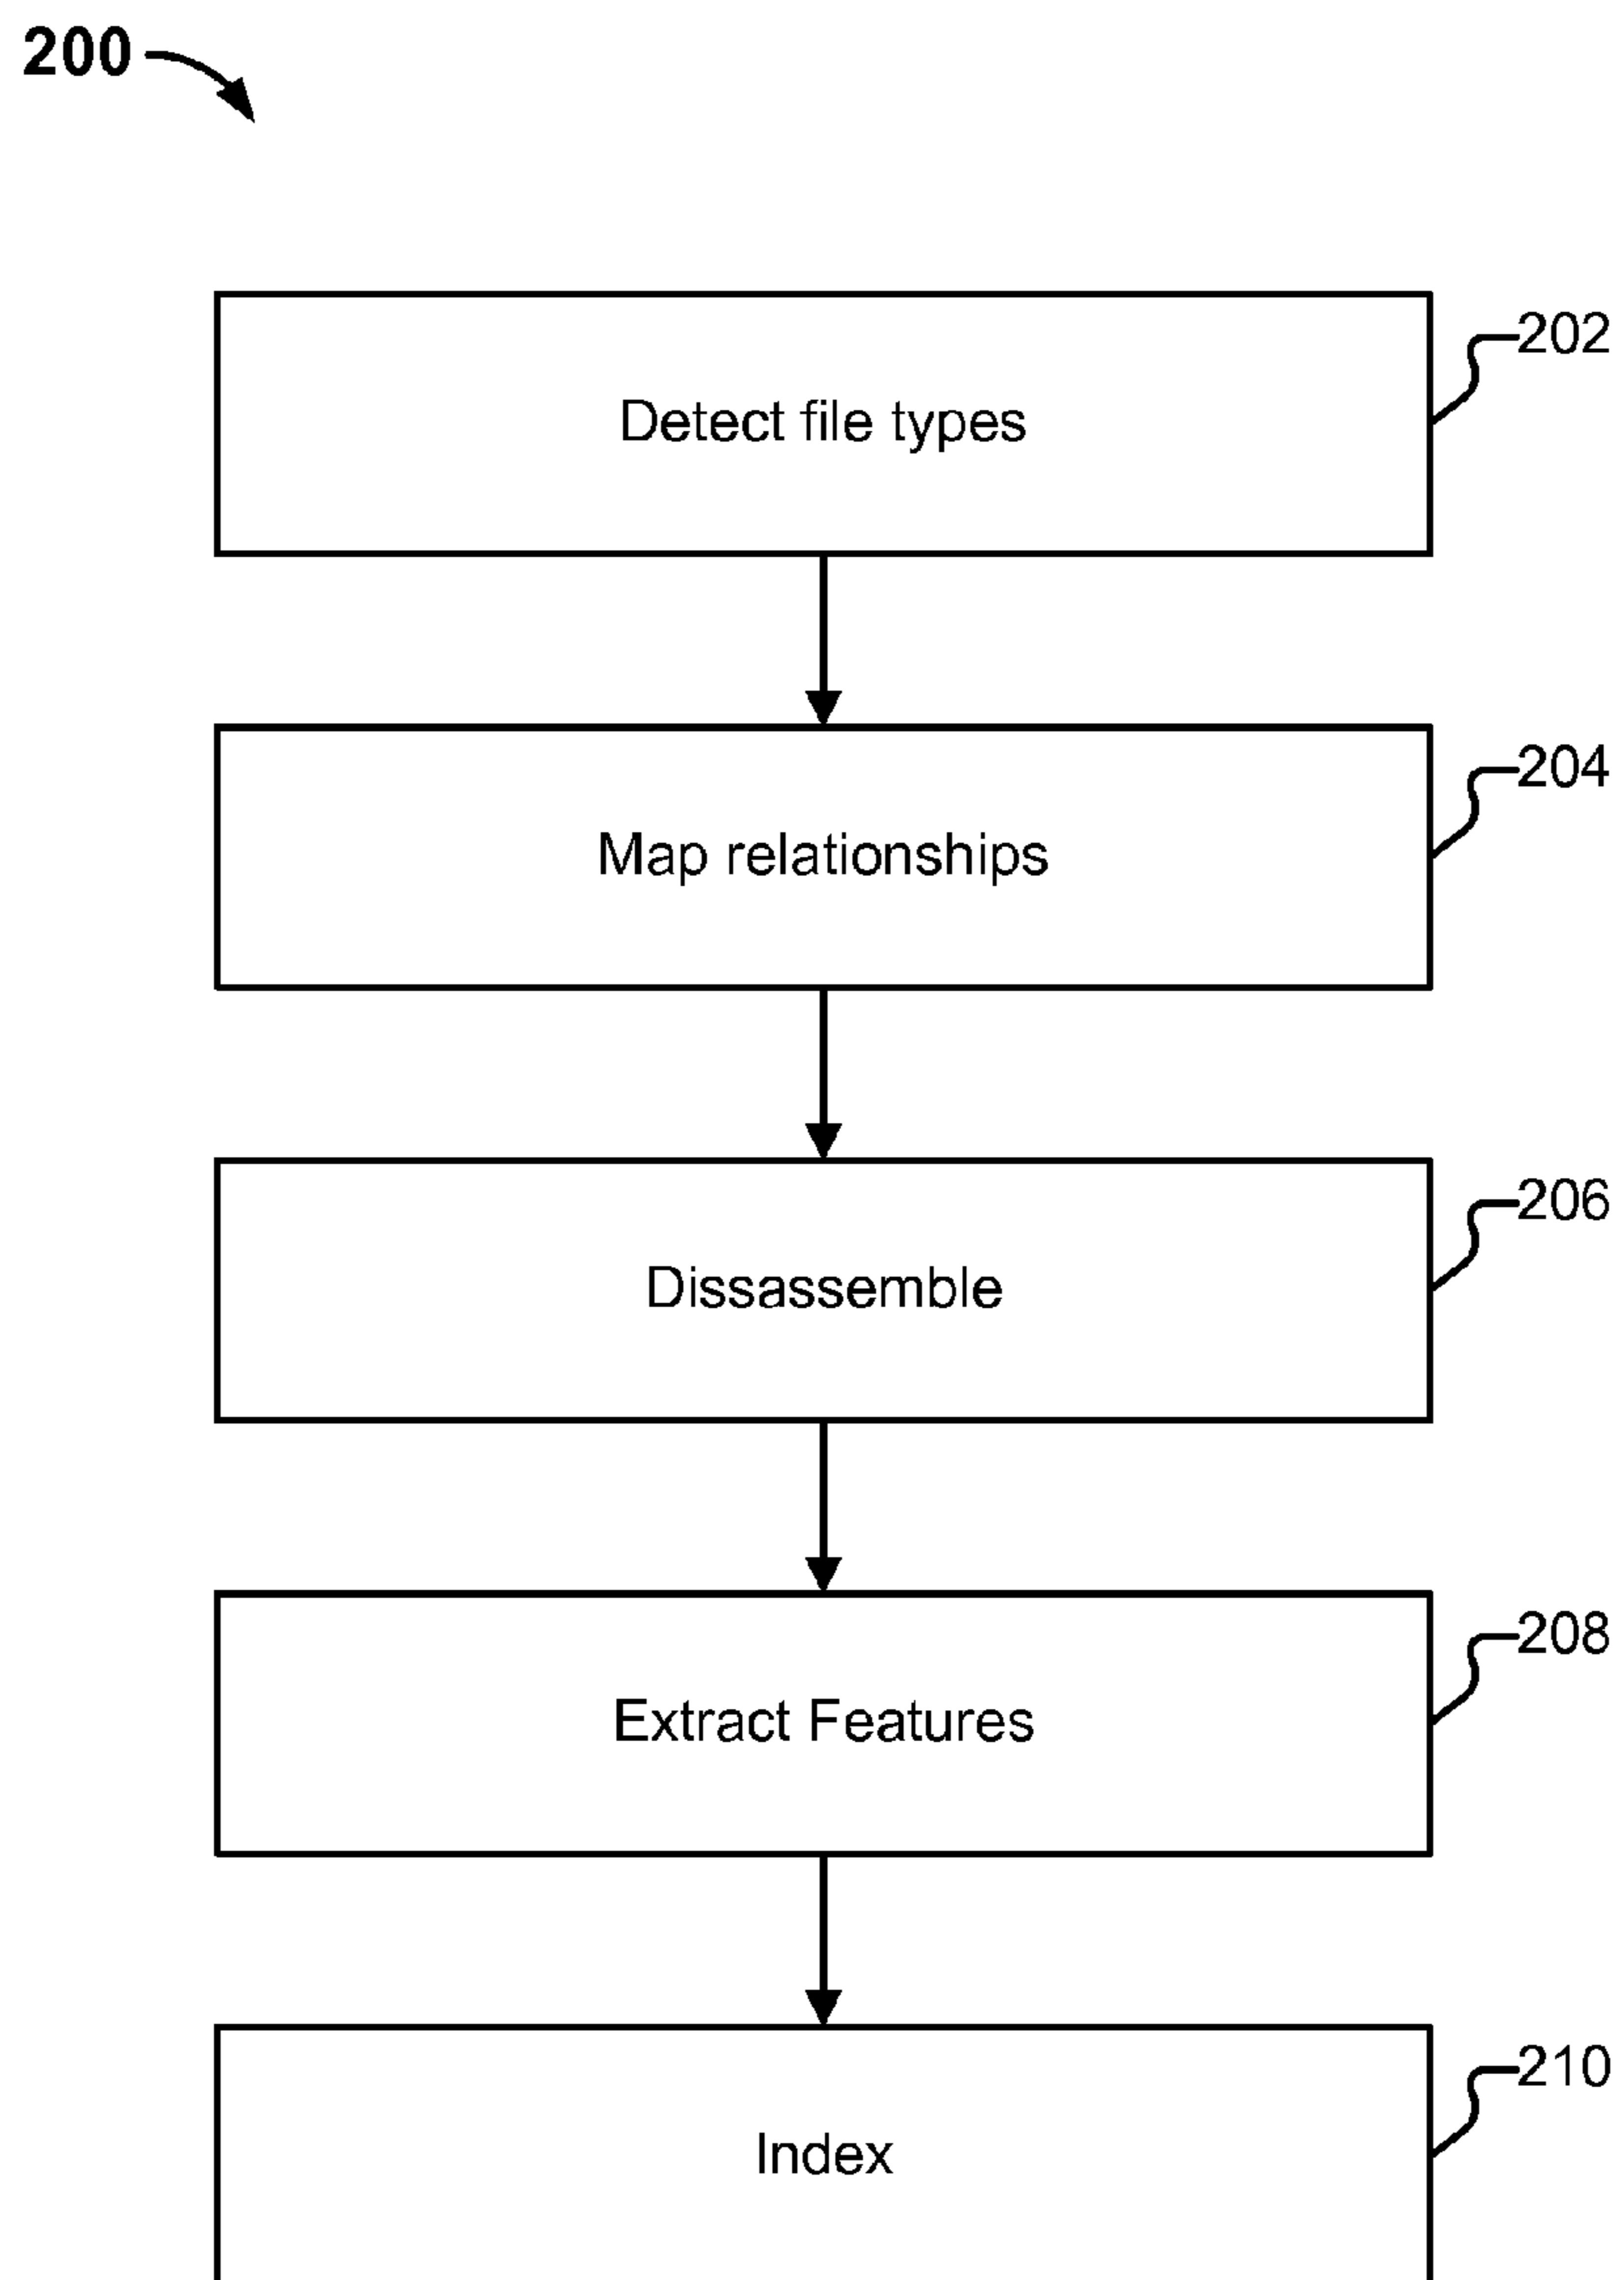 200
Detect file types
202
Map relationships
204
Dissassemble
206
Extract Features
208
Index
210